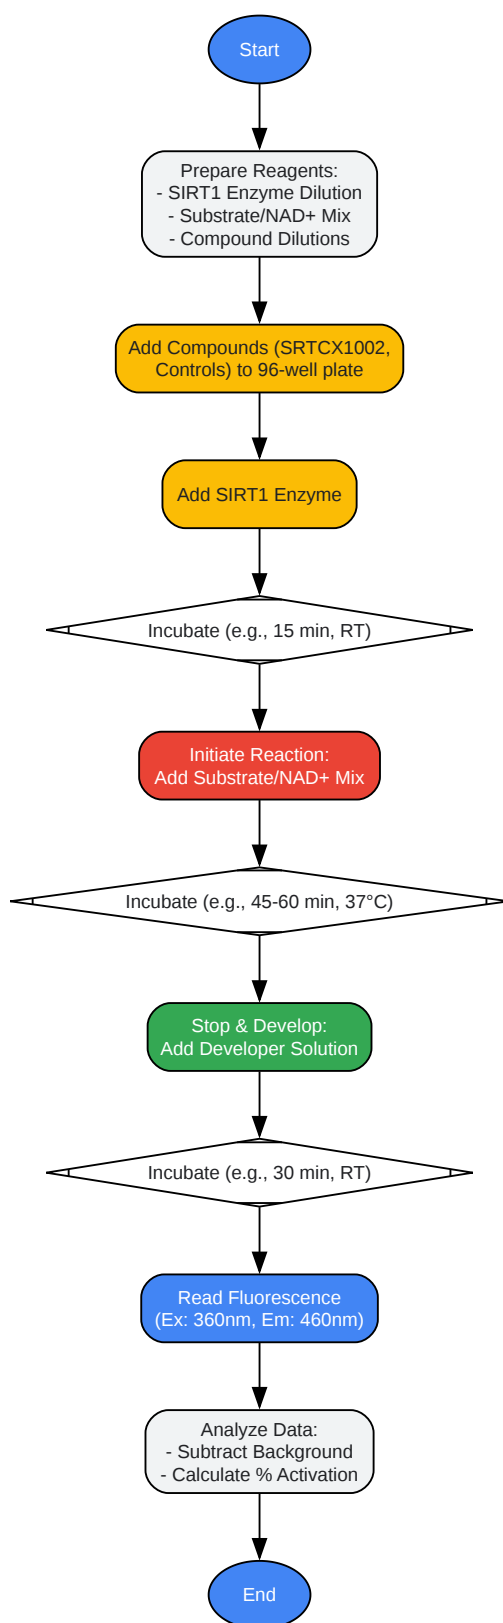 Start
Prepare Reagents:
- SIRT1 Enzyme Dilution
- Substrate/NAD+ Mix
- Compound Dilutions
Add Compounds (SRTCX1002,
Controls) to 96-well plate
Add SIRT1 Enzyme
Incubate (e.g., 15 min, RT)
Initiate Reaction:
Add Substrate/NAD+ Mix
Incubate (e.g., 45-60 min, 37°C)
Stop & Develop:
Add Developer Solution
Incubate (e.g., 30 min, RT)
Read Fluorescence
(Ex: 360nm, Em: 460nm)
Analyze Data:
- Subtract Background
- Calculate % Activation
End